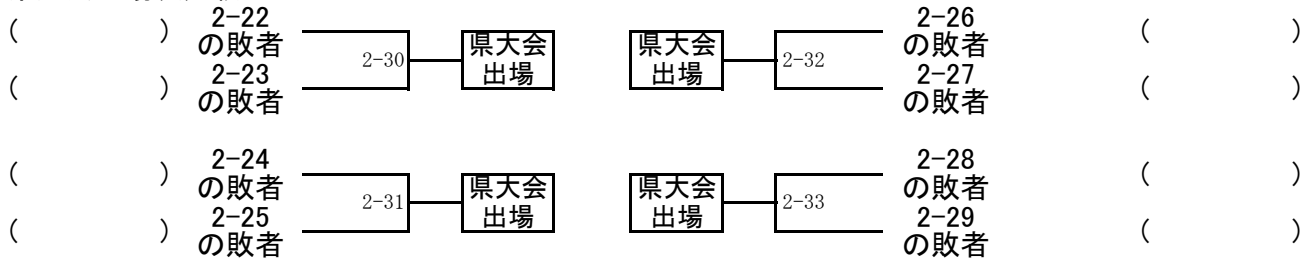 ( ) 2-22 の敗者
2-30 県大会 出場
( ) 2-23 の敗者
県大会 出場 2-32
2-26 の敗者 ( )
2-27 の敗者 ( )
( ) 2-24 の敗者
2-31 県大会 出場
( ) 2-25 の敗者
県大会 出場 2-33
2-28 の敗者 ( )
2-29 の敗者 ( )